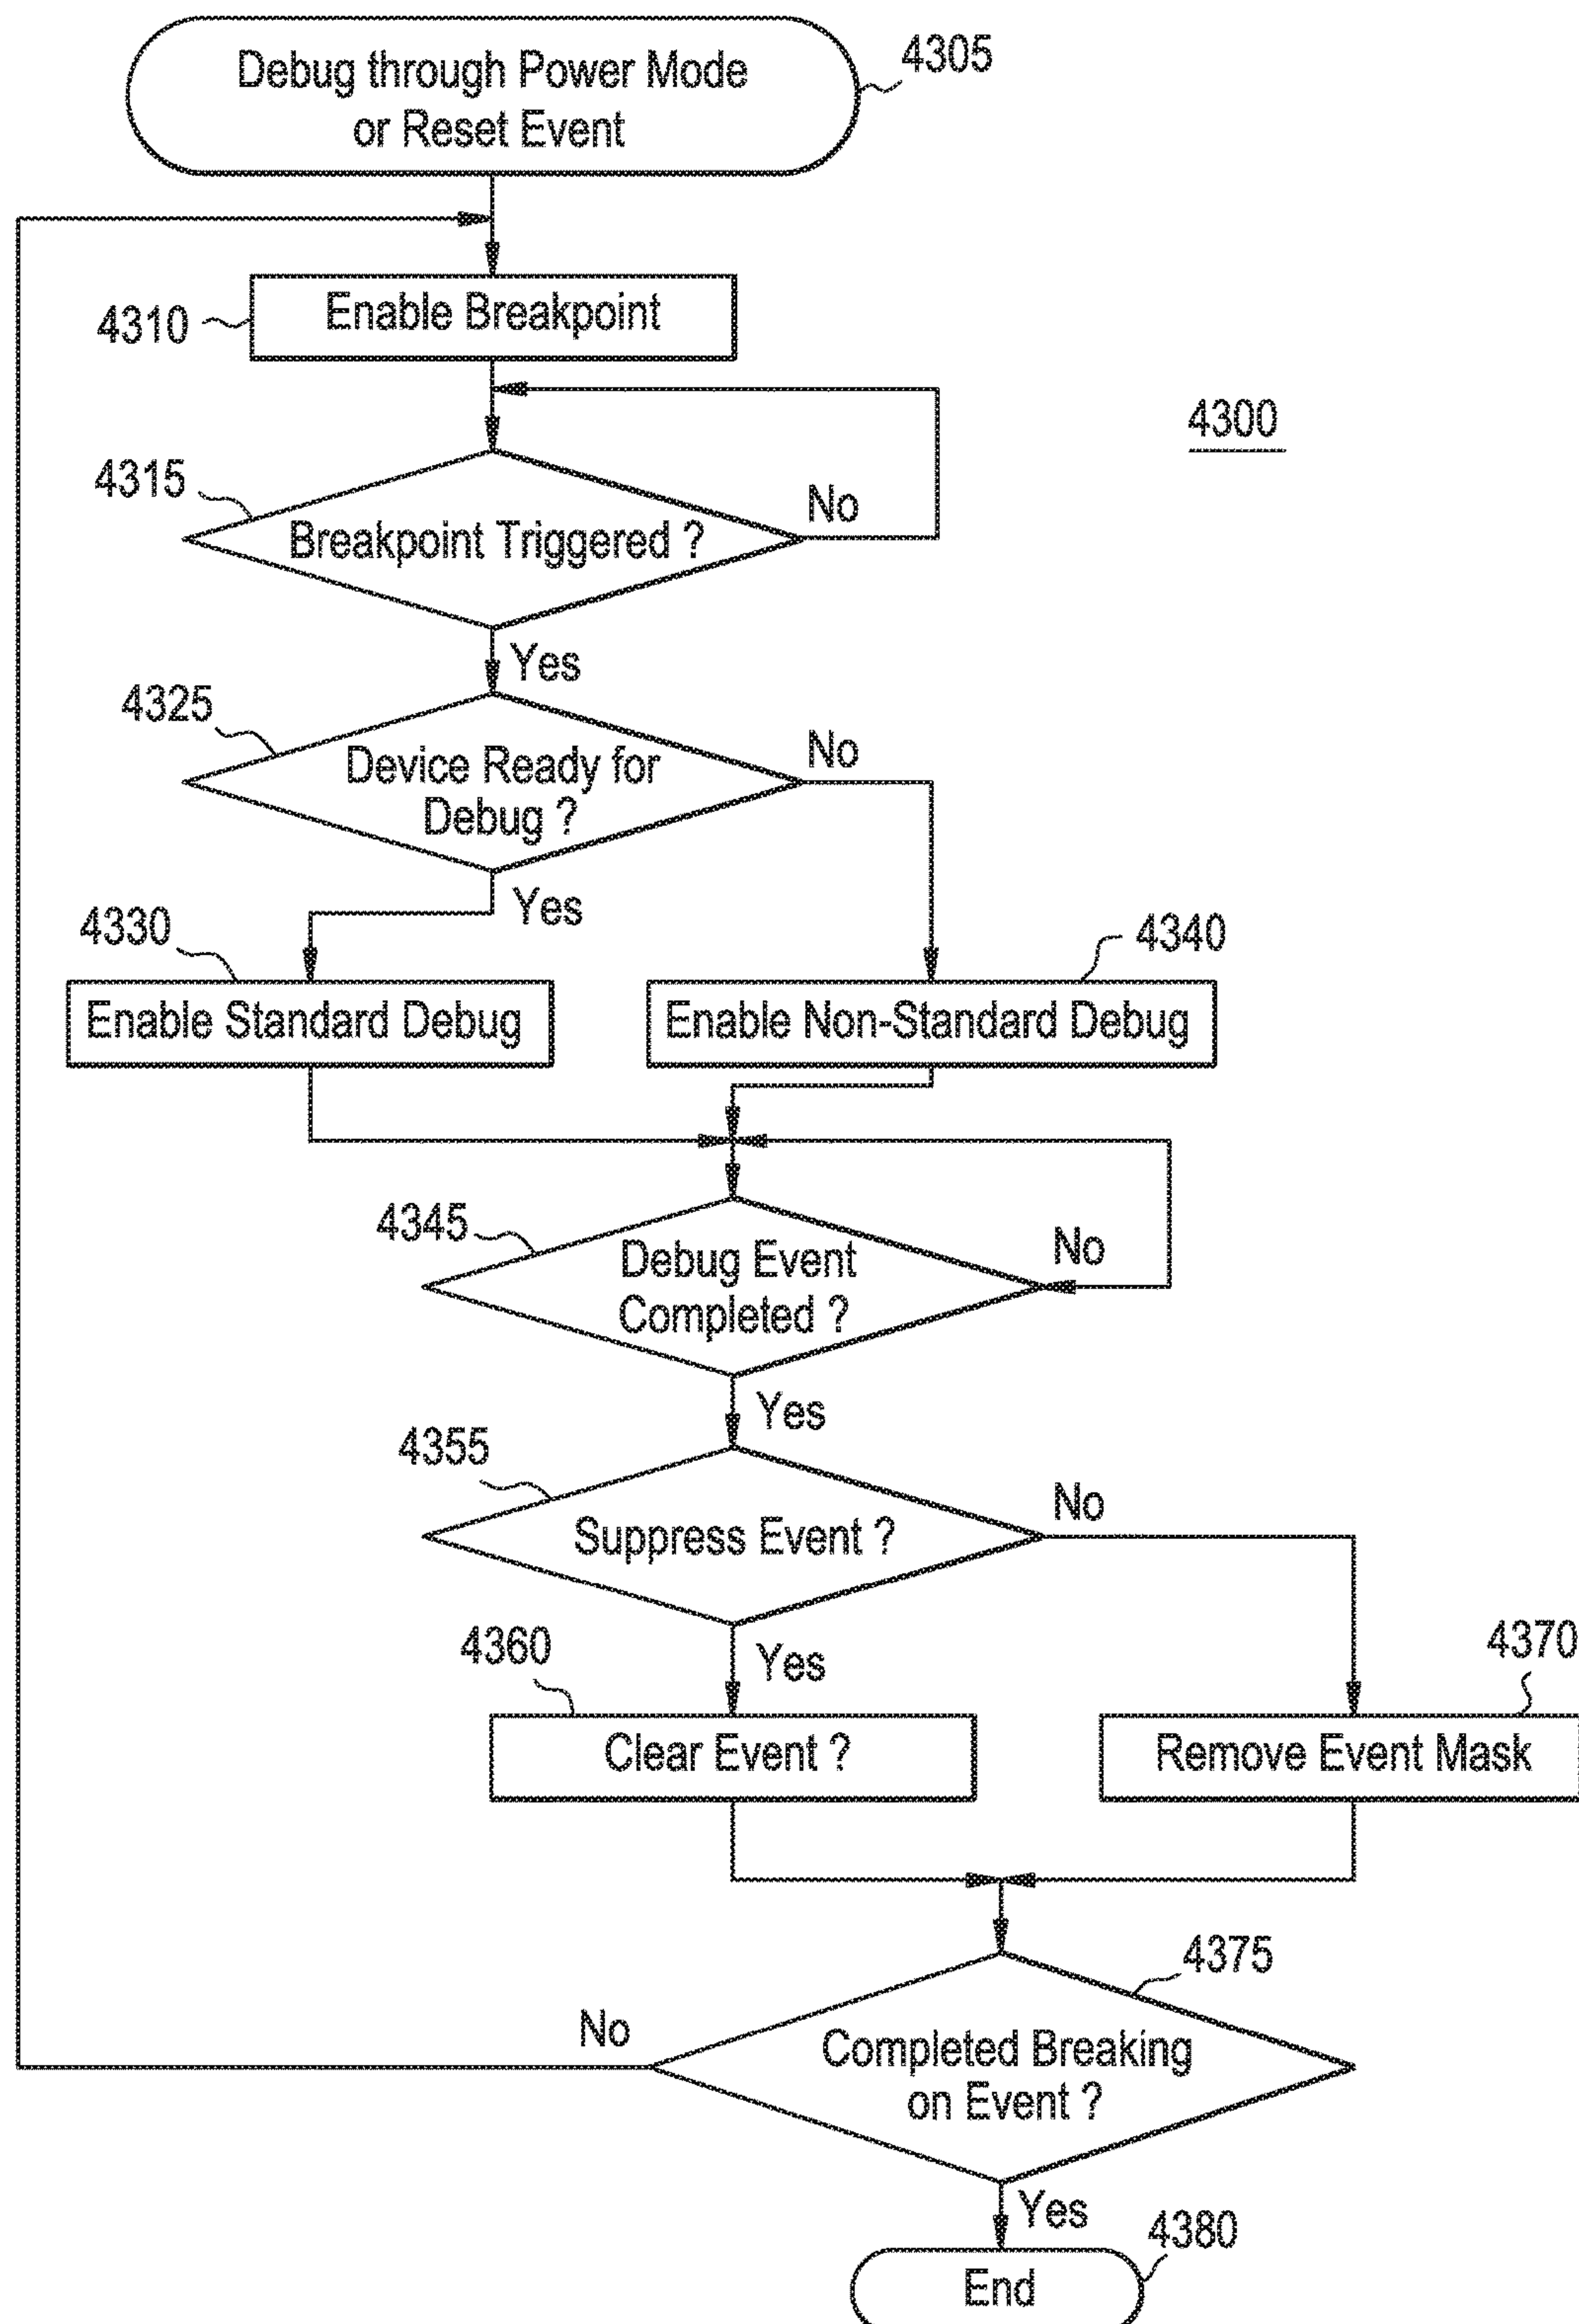 Debug through Power Mode
or Reset Event
4305
4310
Enable Breakpoint
4300
4315
Breakpoint Triggered ?
No
Yes
4325
Device Ready for
Debug ?
No
Yes
4330
4340
Enable Standard Debug
Enable Non-Standard Debug
4345
Debug Event
Completed ?
No
Yes
4355
Suppress Event ?
No
Yes
4360
4370
Clear Event ?
Remove Event Mask
4375
Completed Breaking
on Event ?
No
Yes
4380
End